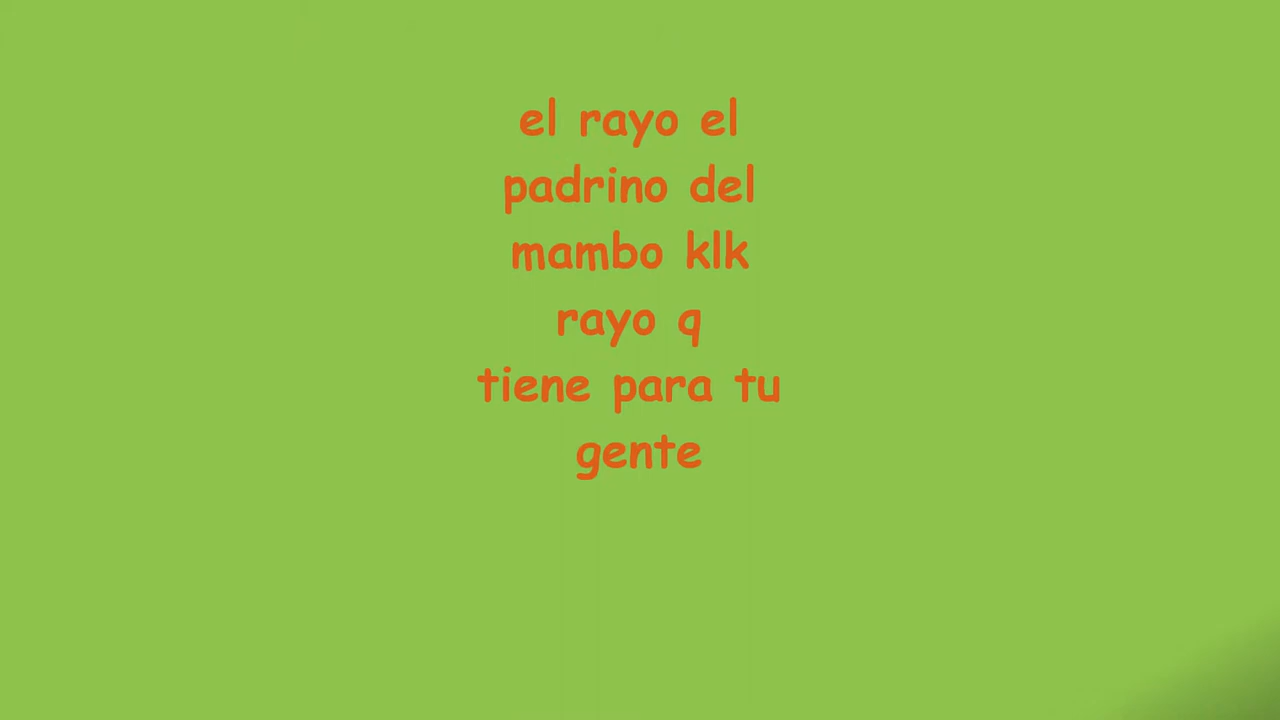 el rayo el
padrino del
mambo klk
rayo q
tiene para tu
gente